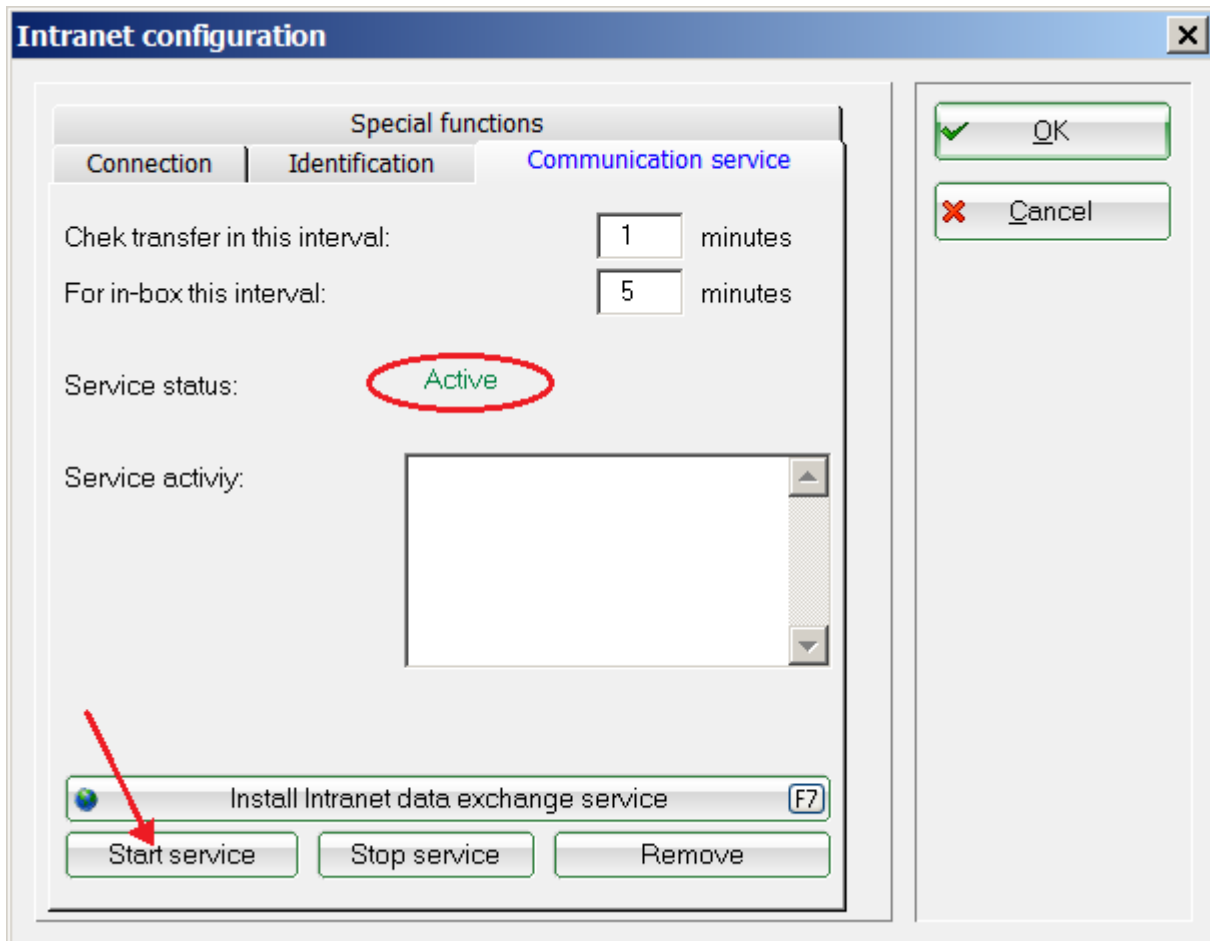 Intranet configuration
Special functions
Connection Identification Communication service
Chek transfer in this interval: 1 minutes
For in-box this interval: 5 minutes
Service status: Active
Service activiy:
Install Intranet data exchange service F7
Start service Stop service Remove
OK
Cancel